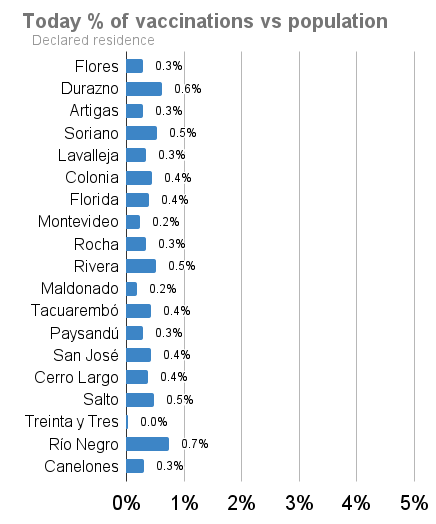 Today % of vaccinations vs population
Declared residence
Flores 0.3%
Durazno 0.6%
Artigas 0.3%
Soriano 0.5%
Lavalleja 0.3%
Colonia 0.4%
Florida 0.4%
Montevideo 0.2%
Rocha 0.3%
Rivera 0.5%
Maldonado 0.2%
Tacuarembó 0.4%
Paysandú 0.3%
San José 0.4%
Cerro Largo 0.4%
Salto 0.5%
Treinta y Tres 0.0%
Río Negro 0.7%
Canelones 0.3%
0% 1% 2% 3% 4% 5%